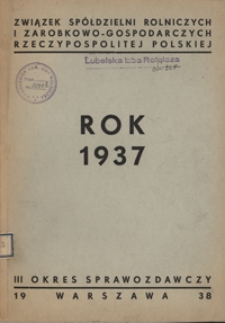 ZWIĄZEK SPÓŁDZIELNI ROLNICZYCH
I ZAROBKOWO-GOSPODARCZYCH
RZECZYPOSPOLITEJ POLSKIEJ
Lubelska Izba Rolnicza
ROK
1937
III OKRES SPRAWOZDAWCZY
19 WARSZAWA 38